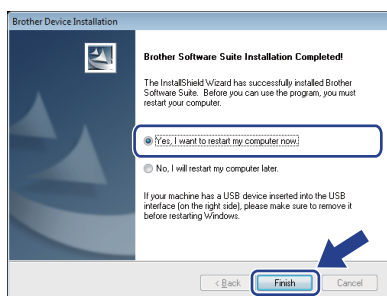 Brother Device Installation
Brother Software Suite Installation Completed!
The InstallShield Wizard has successfully installed Brother
Software Suite. Before you can use the program, you must
restart your computer.
Yes, I want to restart my computer now.
No, I will restart my computer later.
If your machine has a USB device inserted into the USB
interface (on the right side), please make sure to remove it
before restarting Windows.
< Back
Finish
Cancel